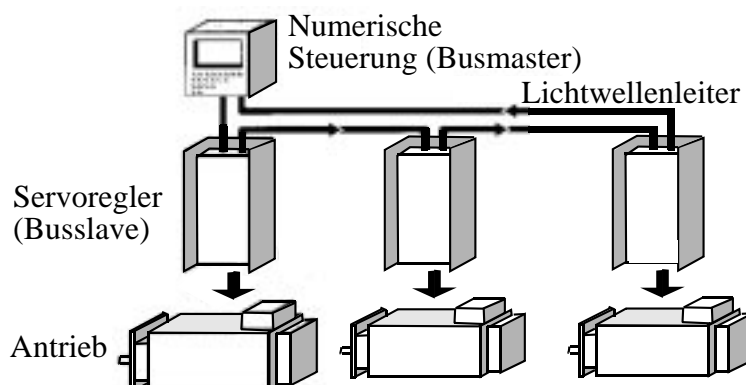 Numerische
Steuerung (Busmaster)
Lichtwellenleiter
Servoregler
(Busslave)
Antrieb